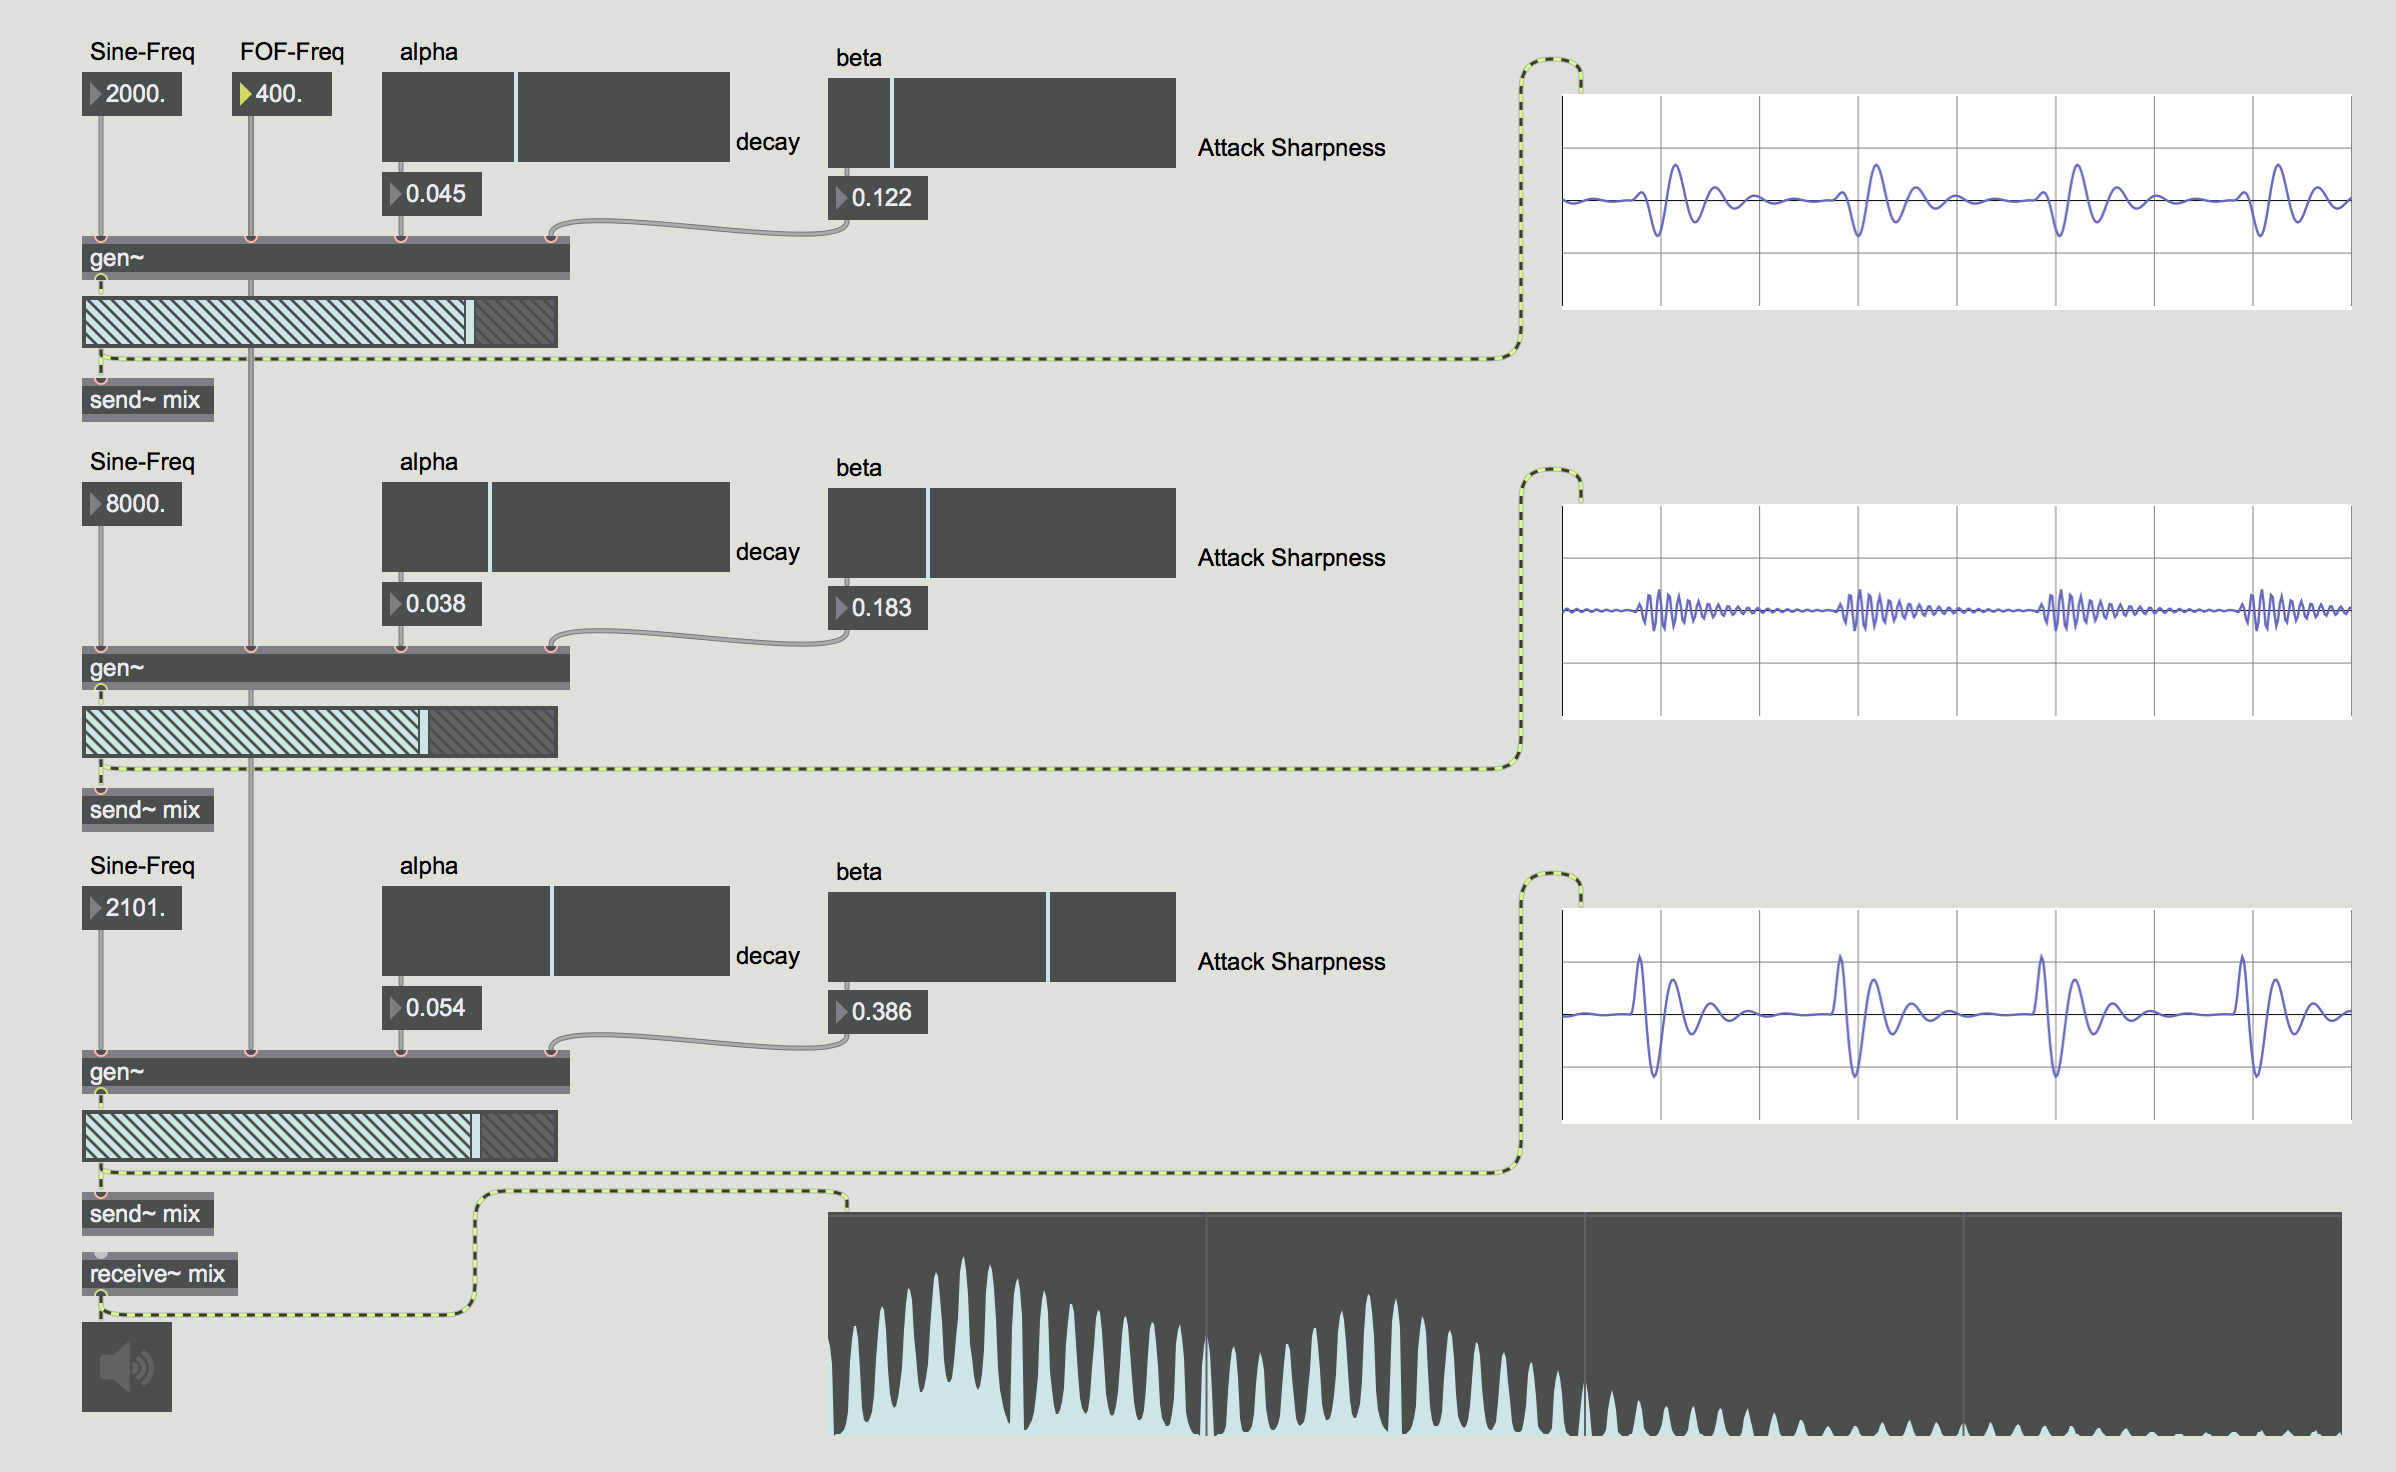 Sine-Freq
FOF-Freq
alpha
beta
2000.
400.
decay
Attack Sharpness
0.045
0.122
gen~
send~ mix
Sine-Freq
alpha
beta
8000.
decay
Attack Sharpness
0.038
0.183
gen~
send~ mix
Sine-Freq
alpha
beta
2101.
decay
Attack Sharpness
0.054
0.386
gen~
send~ mix
receive~ mix